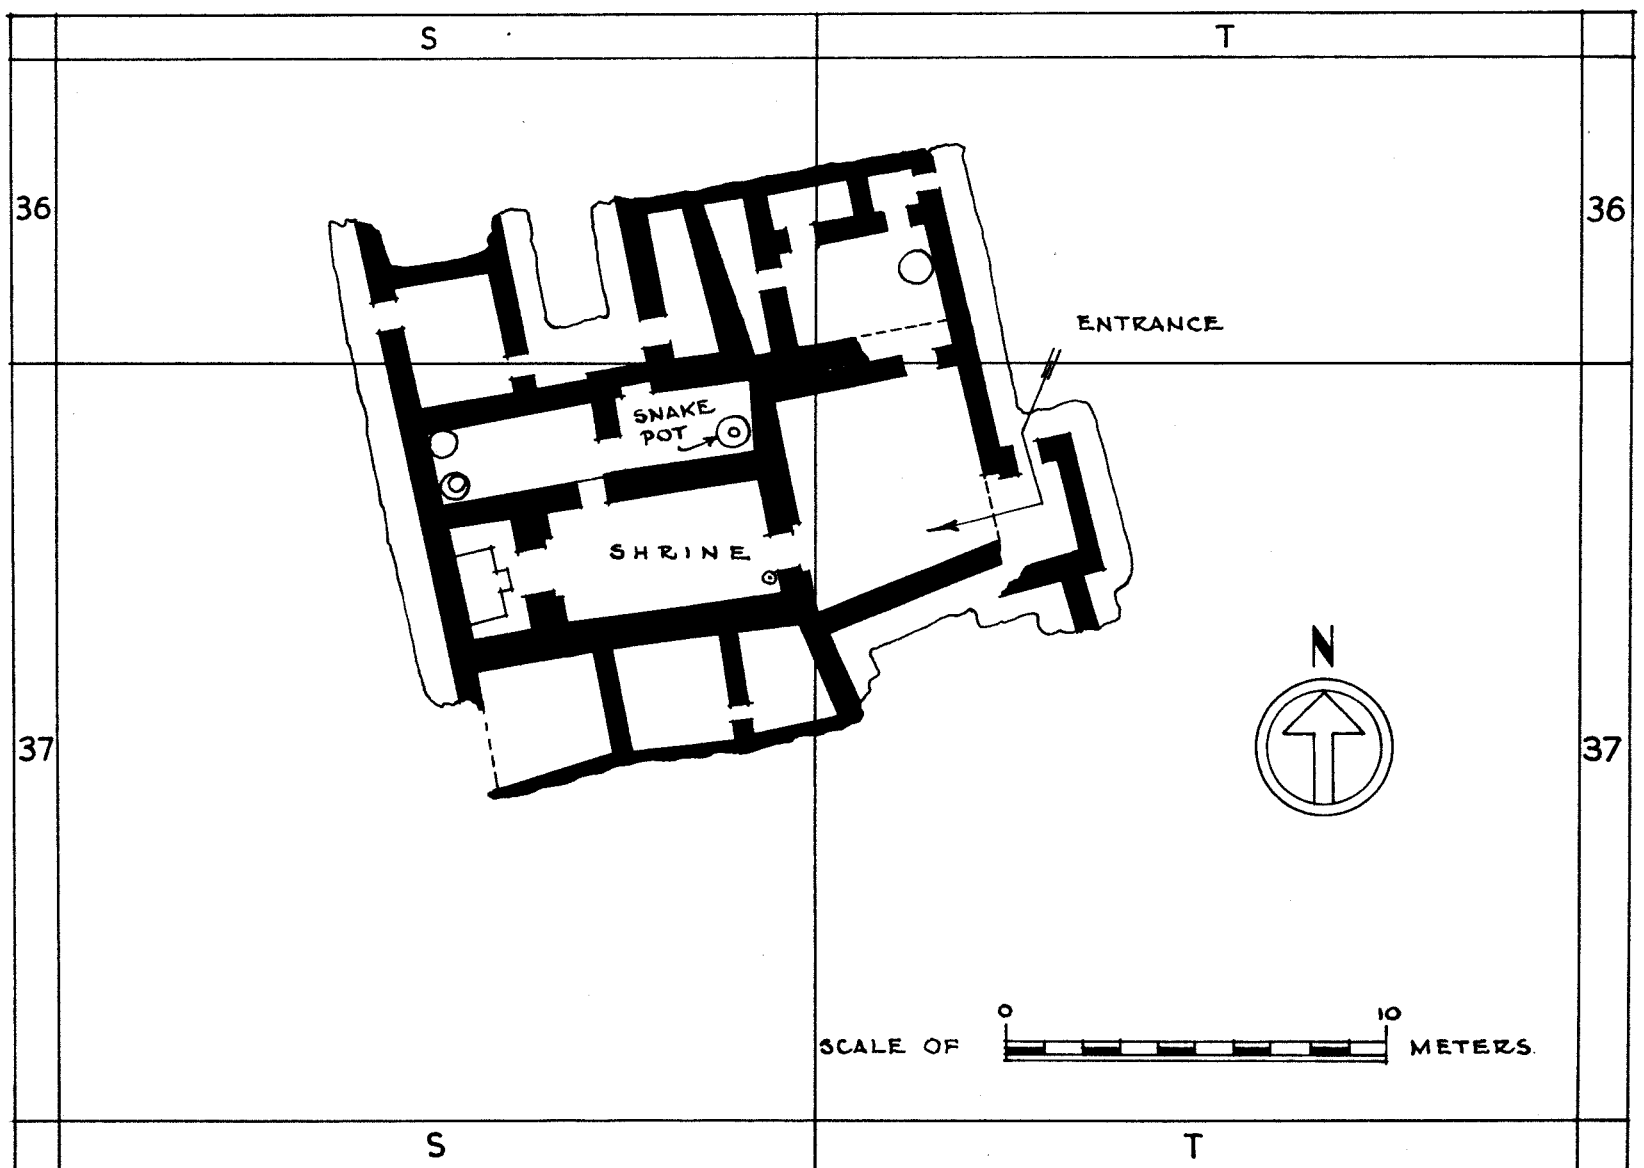 S T
36 36
ENTRANCE
SNAKE
POT
SHRINE
N
37 37
0 10
SCALE OF METERS.
S T